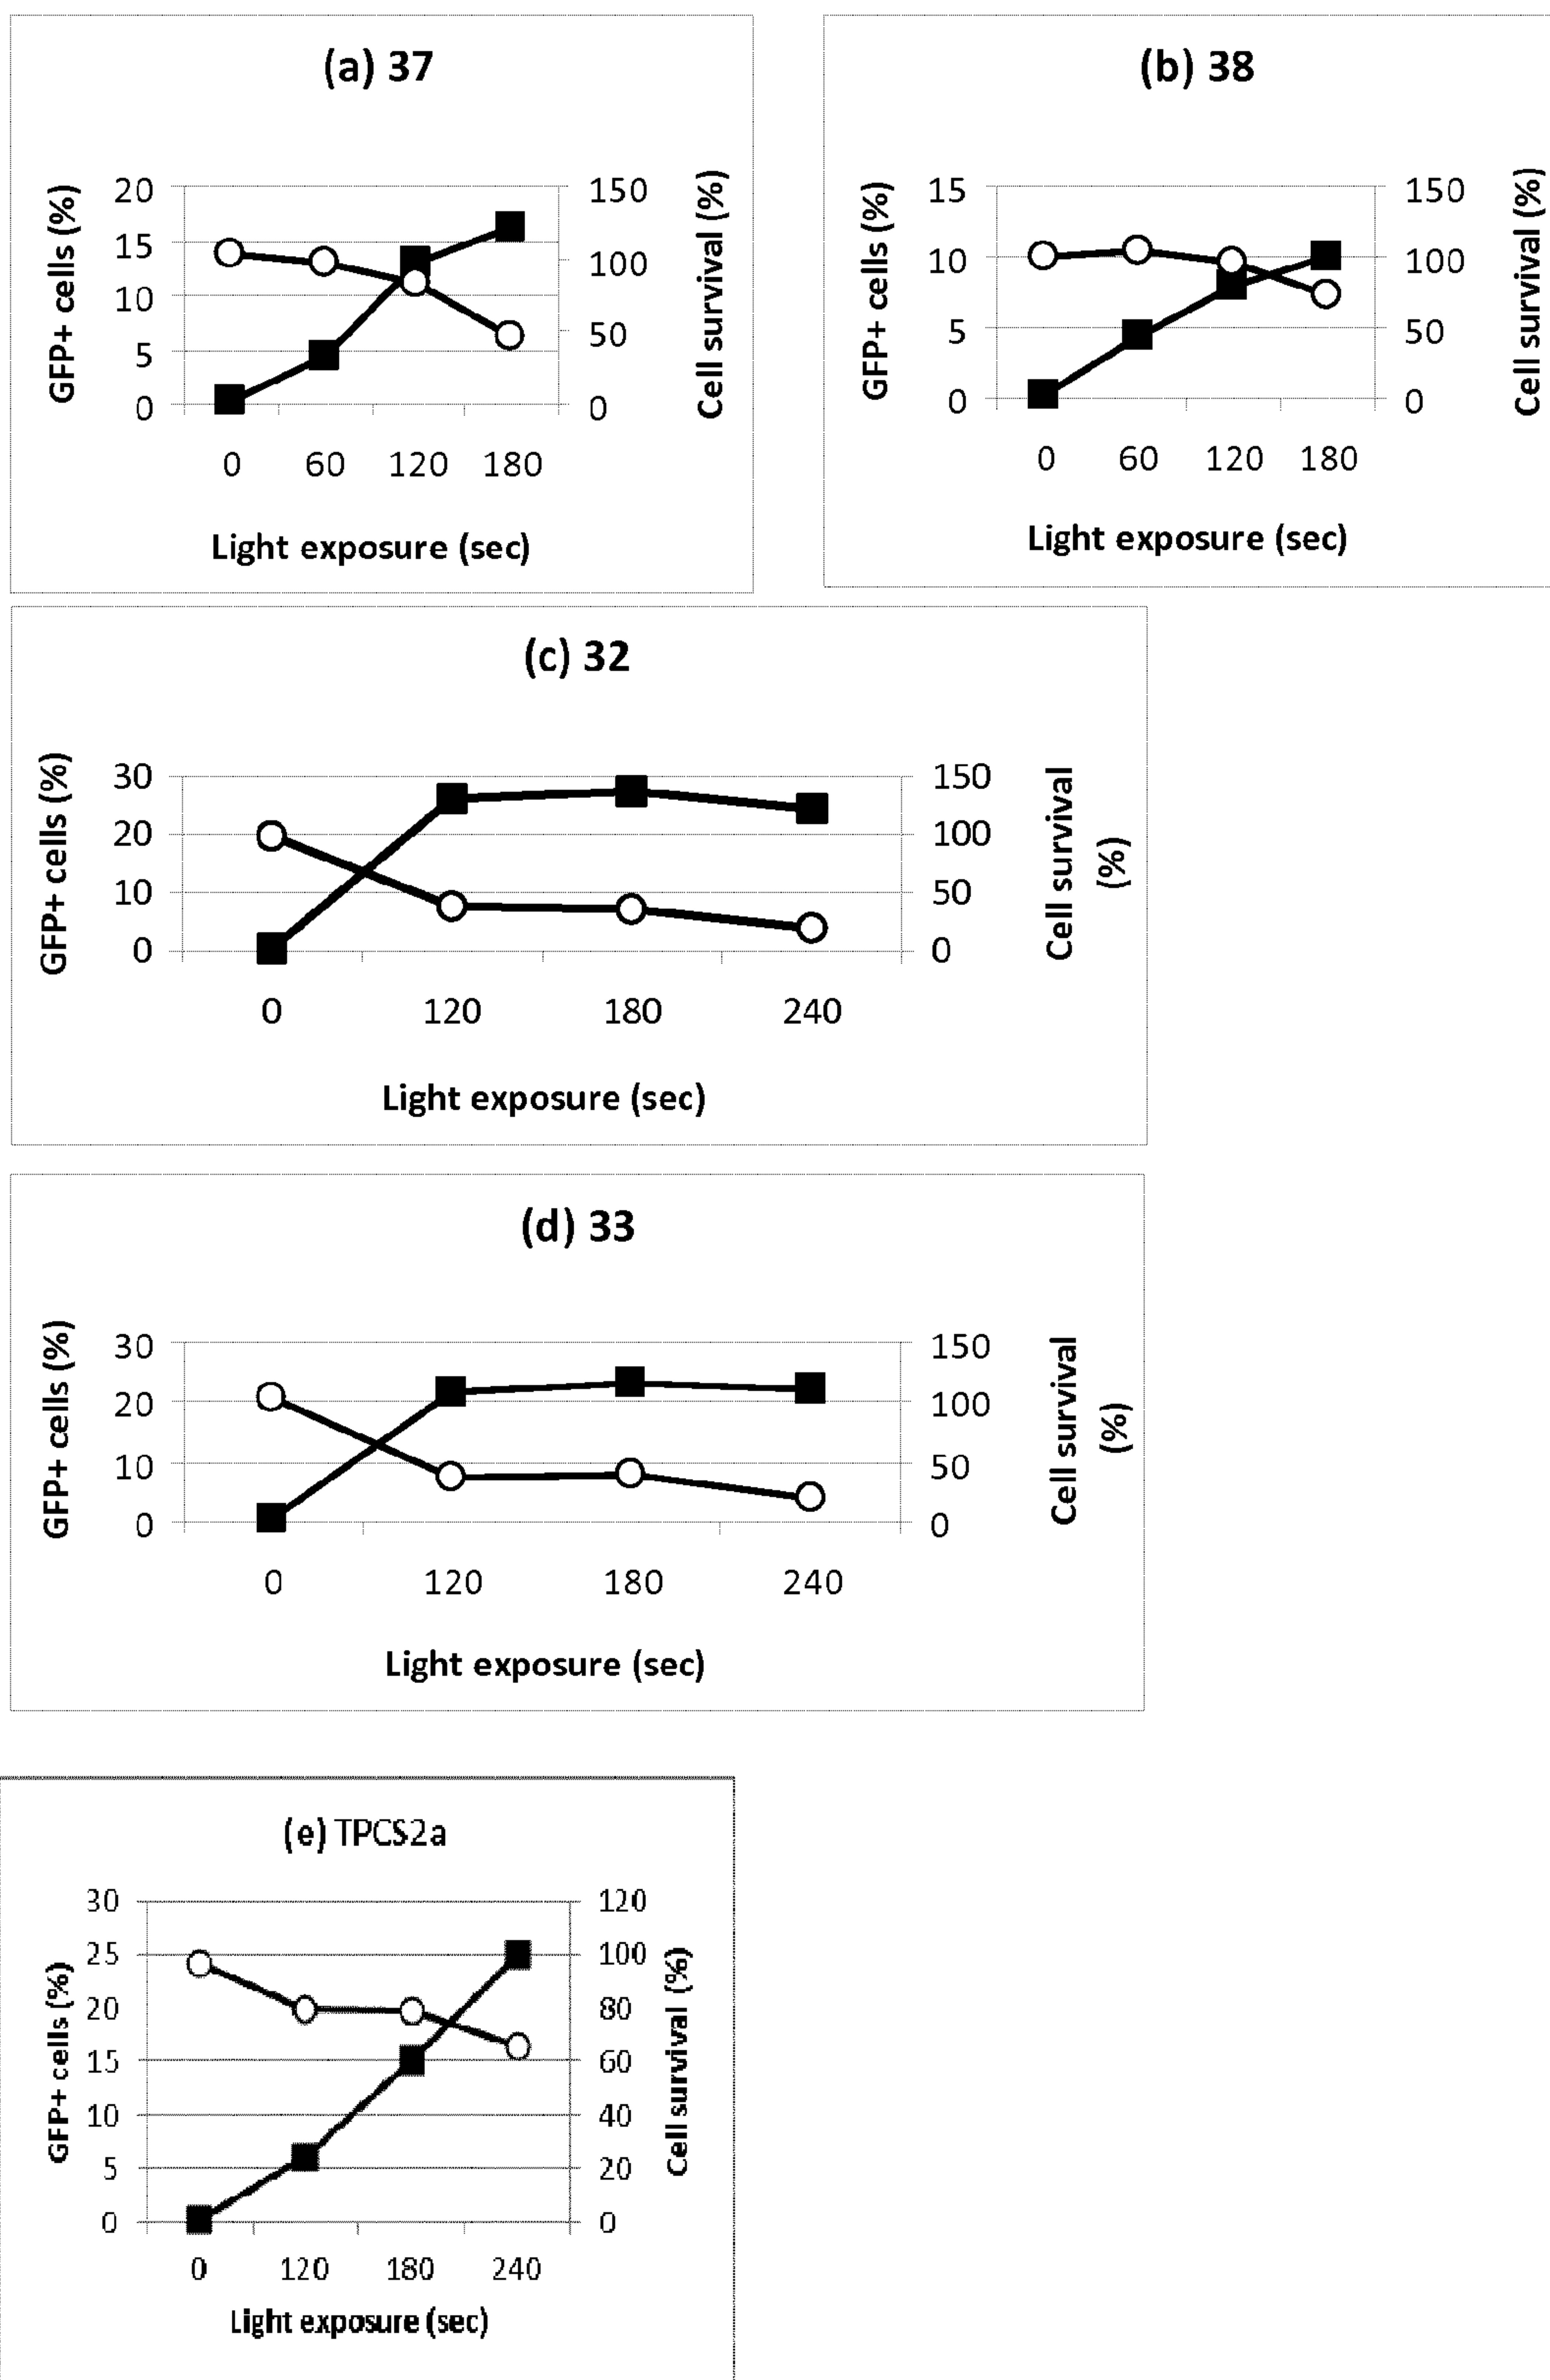 (a) 37
GFP+ cells (%)
20
15
10
5
0
150
100
50
0
Cell survival (%)
0 60 120 180
Light exposure (sec)
(b) 38
GFP+ cells (%)
15
10
5
0
150
100
50
0
Cell survival (%)
0 60 120 180
Light exposure (sec)
(c) 32
GFP+ cells (%)
30
20
10
0
150
100
50
0
Cell survival
(%)
0 120 180 240
Light exposure (sec)
(d) 33
GFP+ cells (%)
30
20
10
0
150
100
50
0
Cell survival
(%)
0 120 180 240
Light exposure (sec)
(e) TPCS2a
GFP+ cells (%)
30
25
20
15
10
5
0
120
100
80
60
40
20
0
Cell survival (%)
0 120 180 240
Light exposure (sec)